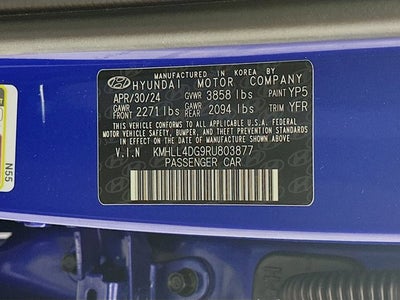 MANUFACTURED IN KOREA BY
HYUNDAI MOTOR COMPANY
APR/30/24 GVWR 3858 lbs PAINT YP5
GAWR FRONT 2271 lbs GAWR REAR 2094 lbs TRIM YFR
THIS VEHICLE CONFORMS TO ALL APPLICABLE U.S.A FEDERAL
MOTOR VEHICLE SAFETY, BUMPER, AND THEFT PREVENTION
STANDARDS IN EFFECT ON THE DATE OF
MANUFACTURE SHOWN ABOVE.
V.I.N KMHLL4DG9RU803877
PASSENGER CAR
N55